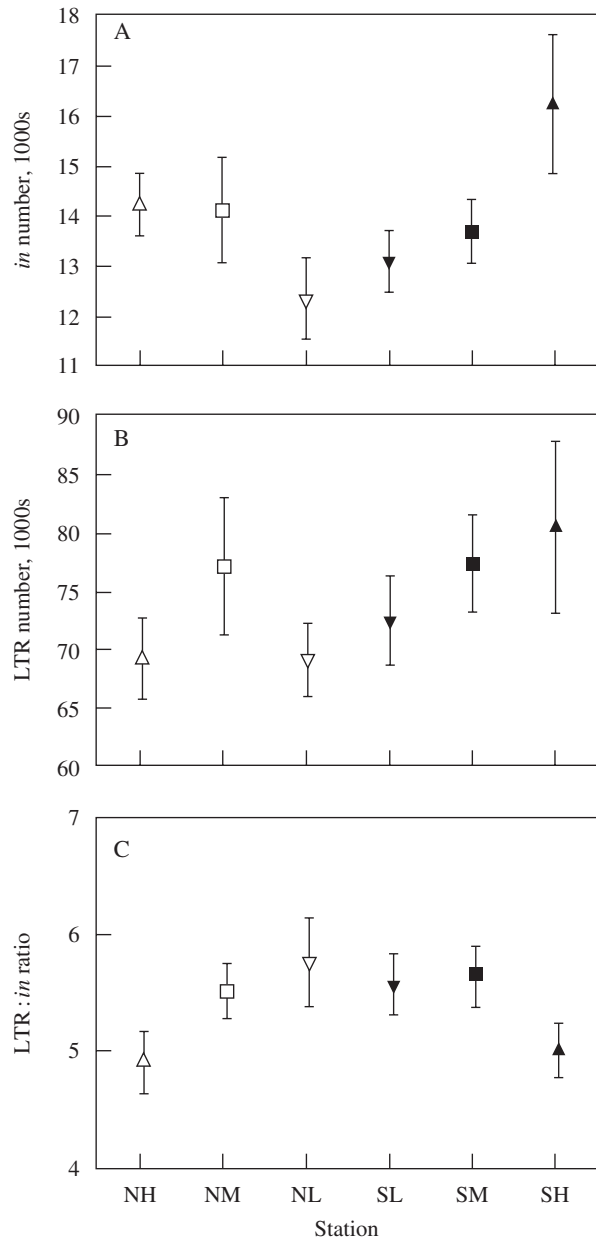 A
in number, 1000s
18
17
16
15
14
13
12
11
B
LTR number, 1000s
90
85
80
75
70
65
60
C
LTR : in ratio
7
6
5
4
NH NM NL SL SM SH
Station